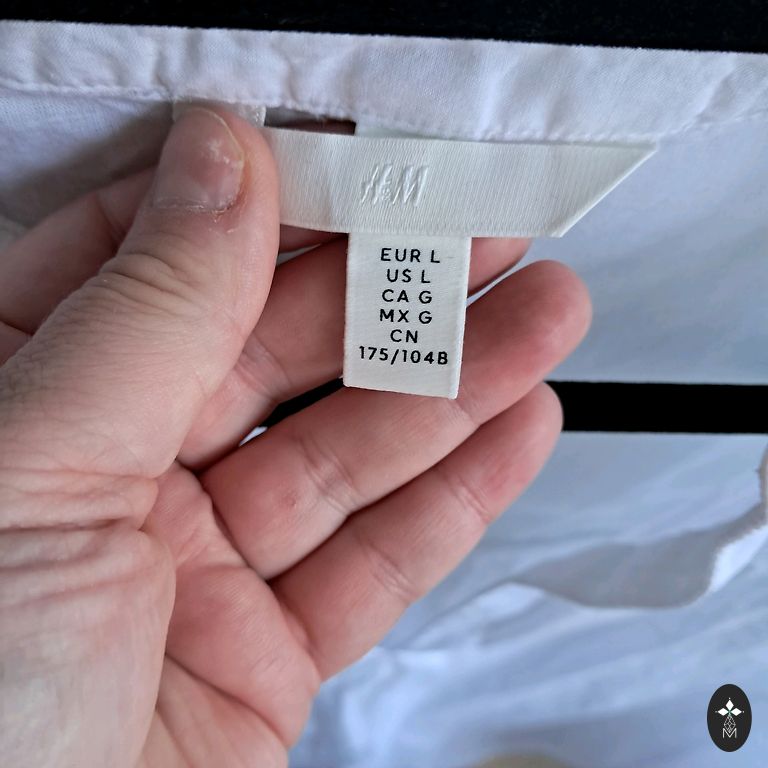 H&M
EUR L
US L
CA G
MX G
CN
175/104B
M